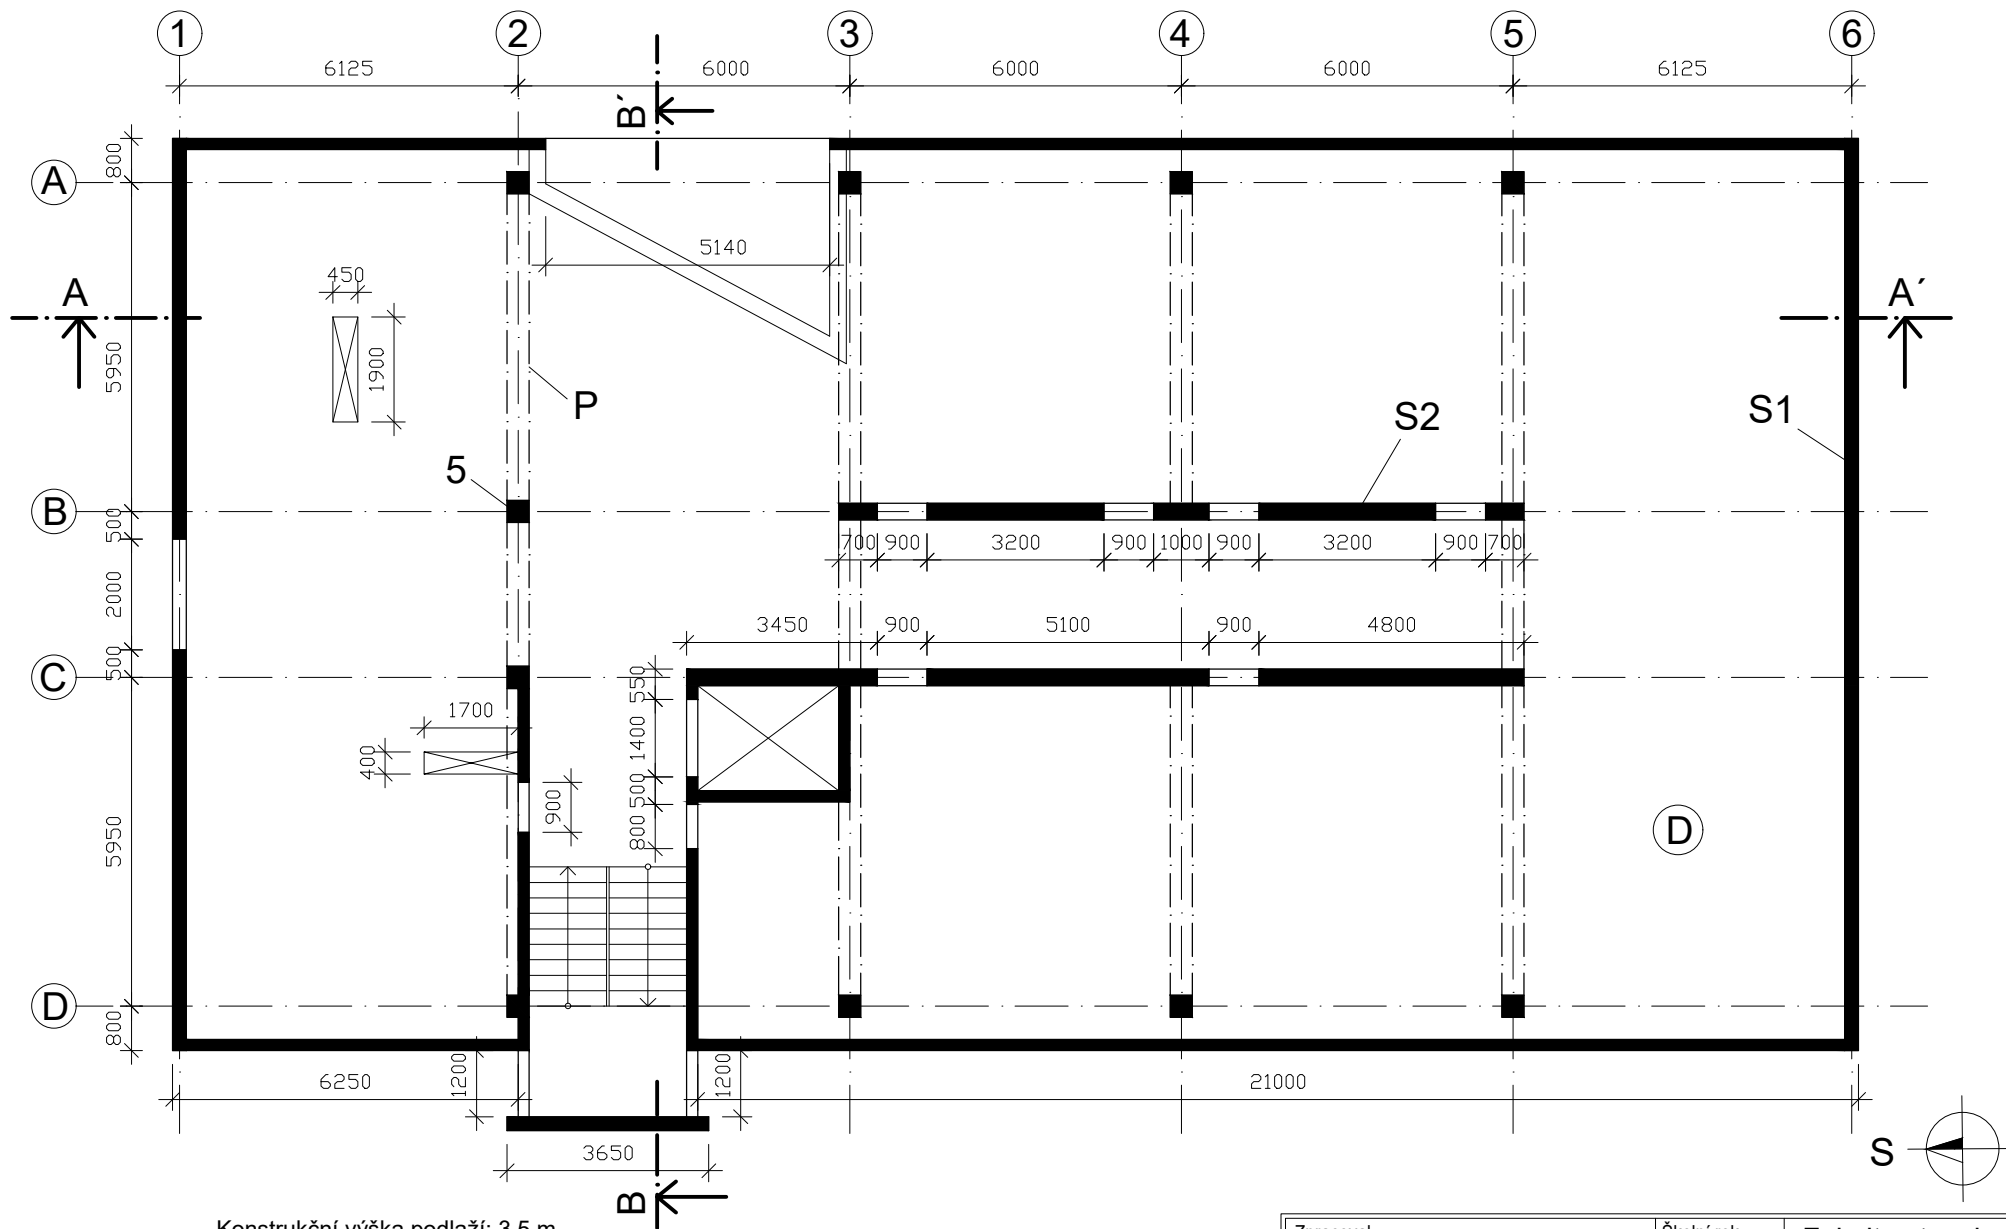 1 2 3 4 5 6
6125 6000 6000 6000 6125
B´
800
A
5140
450
A A´
5950
1900
P
S2
S1
5
B
500
700 900 3200 900 1000 900 3200 900 700
2000
3450 900 5100 900 4800
500
C
550
1700
1400
400
500
900
800
5950
D
D
800
6250 1200 1200 21000
3650
S
B
Konstrukční výška podlaží: 3,5 m